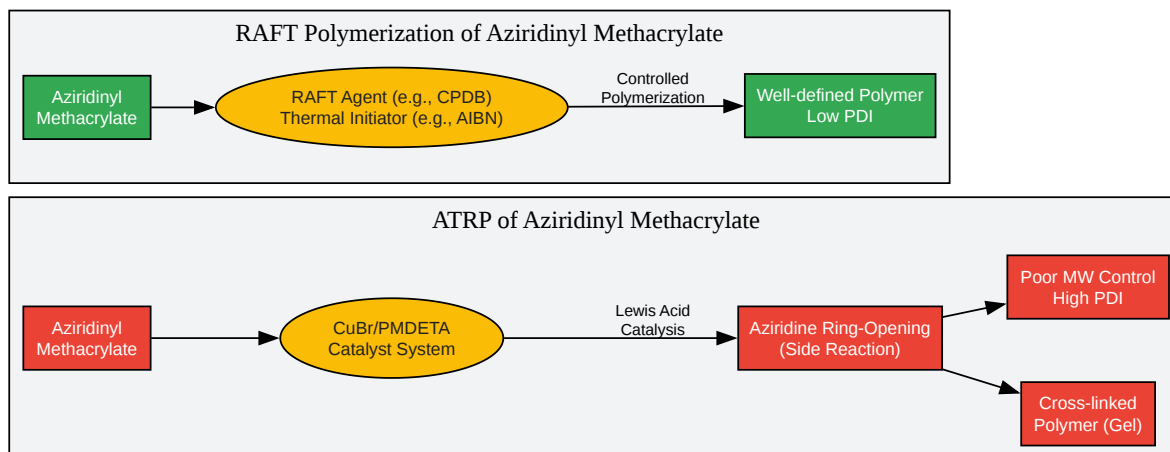 RAFT Polymerization of Aziridinyl Methacrylate
Aziridinyl
Methacrylate
RAFT Agent (e.g., CPDB)
Thermal Initiator (e.g., AIBN)
Controlled
Polymerization
Well-defined Polymer
Low PDI
ATRP of Aziridinyl Methacrylate
Aziridinyl
Methacrylate
CuBr/PMDETA
Catalyst System
Lewis Acid
Catalysis
Aziridine Ring-Opening
(Side Reaction)
Poor MW Control
High PDI
Cross-linked
Polymer (Gel)